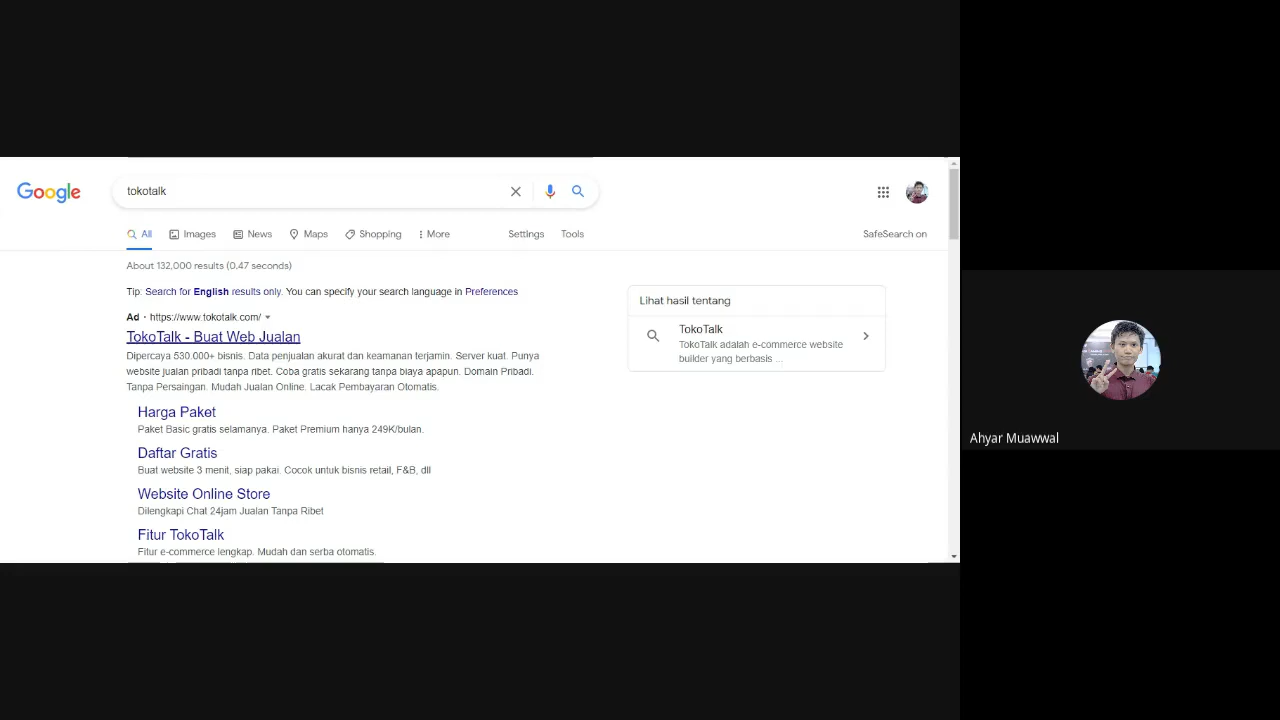 Google
tokotalk
All Images News Maps Shopping More Settings Tools SafeSearch on
About 132,000 results (0.47 seconds)
Tip: Search for English results only. You can specify your search language in Preferences
Ad · https://www.tokotalk.com/
TokoTalk - Buat Web Jualan
Dipercaya 530.000+ bisnis. Data penjualan akurat dan keamanan terjamin. Server kuat. Punya
website jualan pribadi tanpa ribet. Coba gratis sekarang tanpa biaya apapun. Domain Pribadi.
Tanpa Persaingan. Mudah Jualan Online. Lacak Pembayaran Otomatis.
Harga Paket
Paket Basic gratis selamanya. Paket Premium hanya 249K/bulan.
Daftar Gratis
Buat website 3 menit, siap pakai. Cocok untuk bisnis retail, F&B, dll
Website Online Store
Dilengkapi Chat 24jam Jualan Tanpa Ribet
Fitur TokoTalk
Fitur e-commerce lengkap. Mudah dan serba otomatis.
Lihat hasil tentang
TokoTalk
TokoTalk adalah e-commerce website
builder yang berbasis ...
Ahyar Muawwal